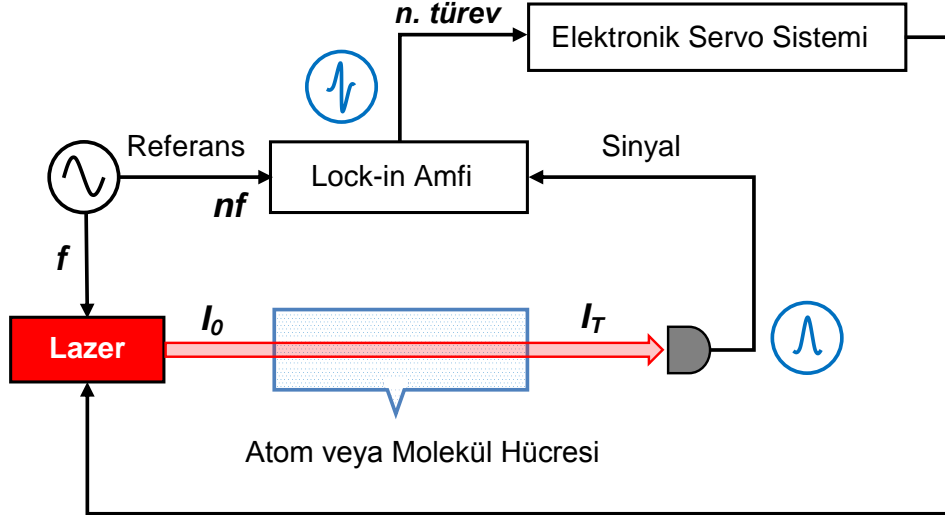 n. türev
Elektronik Servo Sistemi
Referans
Lock-in Amfi
Sinyal
nf
f
Lazer
I0
IT
Atom veya Molekül Hücresi